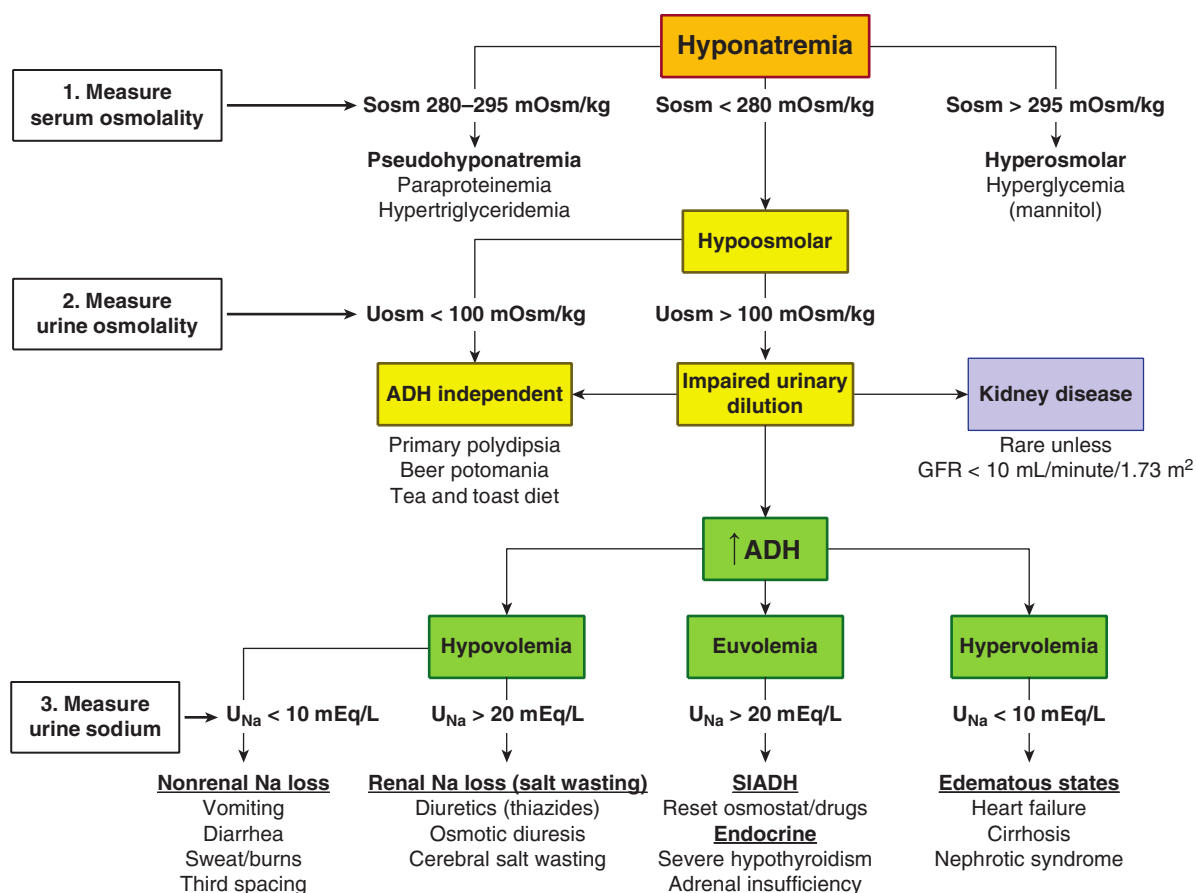 Hyponatremia
1. Measure
serum osmolality
Sosm 280–295 mOsm/kg
Sosm < 280 mOsm/kg
Sosm > 295 mOsm/kg
Pseudohyponatremia
Paraproteinemia
Hypertriglyceridemia
Hyperosmolar
Hyperglycemia
(mannitol)
Hypoosmolar
2. Measure
urine osmolality
Uosm < 100 mOsm/kg
Uosm > 100 mOsm/kg
ADH independent
Impaired urinary
dilution
Kidney disease
Primary polydipsia
Beer potomania
Tea and toast diet
Rare unless
GFR < 10 mL/minute/1.73 m²
↑ADH
Hypovolemia
Euvolemia
Hypervolemia
3. Measure
urine sodium
U_Na < 10 mEq/L
U_Na > 20 mEq/L
U_Na > 20 mEq/L
U_Na < 10 mEq/L
Nonrenal Na loss
Vomiting
Diarrhea
Sweat/burns
Third spacing
Renal Na loss (salt wasting)
Diuretics (thiazides)
Osmotic diuresis
Cerebral salt wasting
SIADH
Reset osmostat/drugs
Endocrine
Severe hypothyroidism
Adrenal insufficiency
Edematous states
Heart failure
Cirrhosis
Nephrotic syndrome